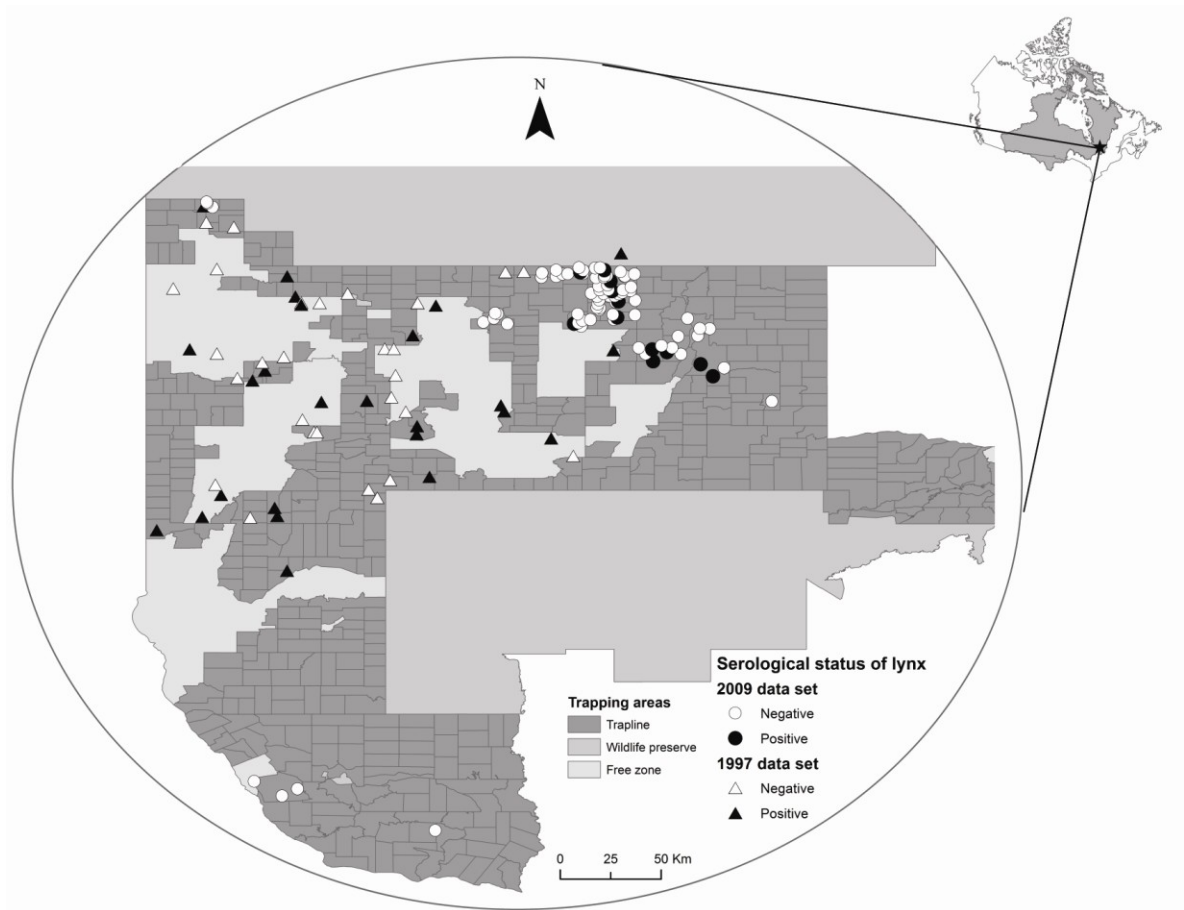 N
Serological status of lynx
2009 data set
Negative
Positive
1997 data set
Negative
Positive
Trapping areas
Trapline
Wildlife preserve
Free zone
0 25 50 Km